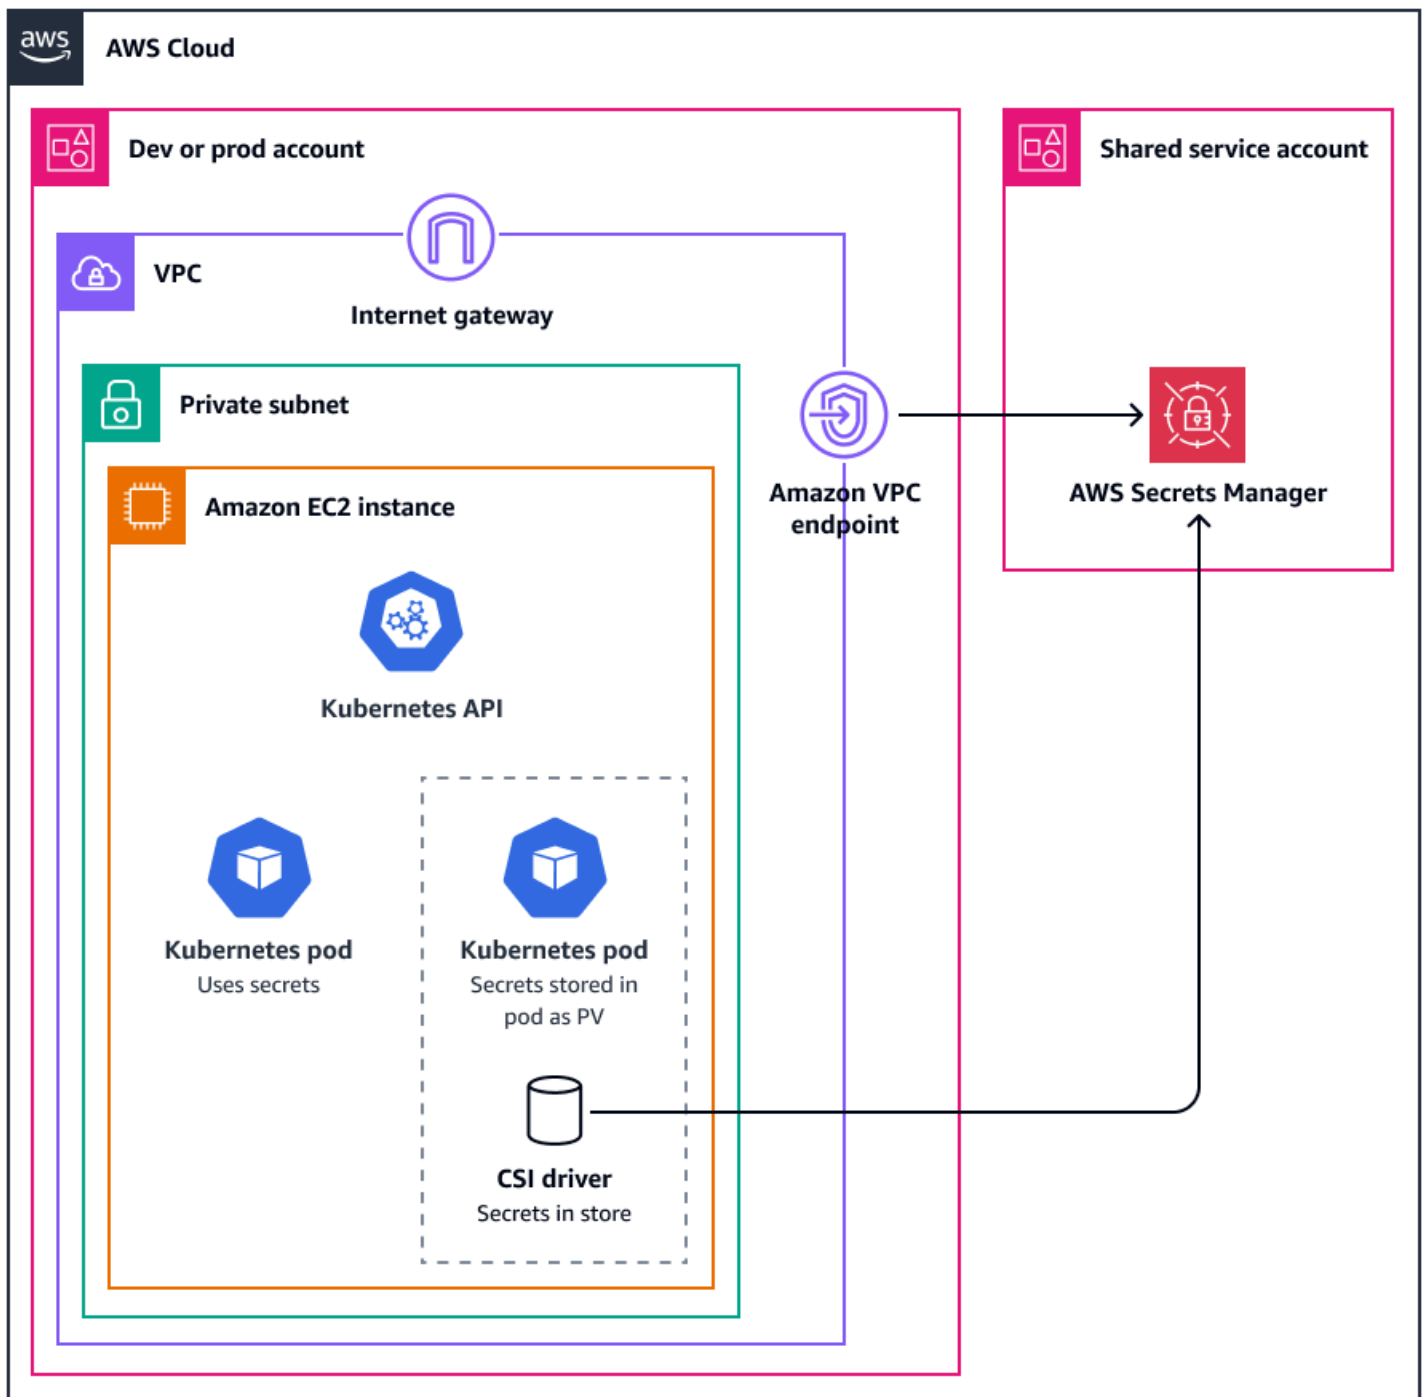 aws
AWS Cloud
Dev or prod account
Shared service account
VPC
Internet gateway
Private subnet
Amazon EC2 instance
Amazon VPC
endpoint
AWS Secrets Manager
Kubernetes API
Kubernetes pod
Uses secrets
Kubernetes pod
Secrets stored in
pod as PV
CSI driver
Secrets in store